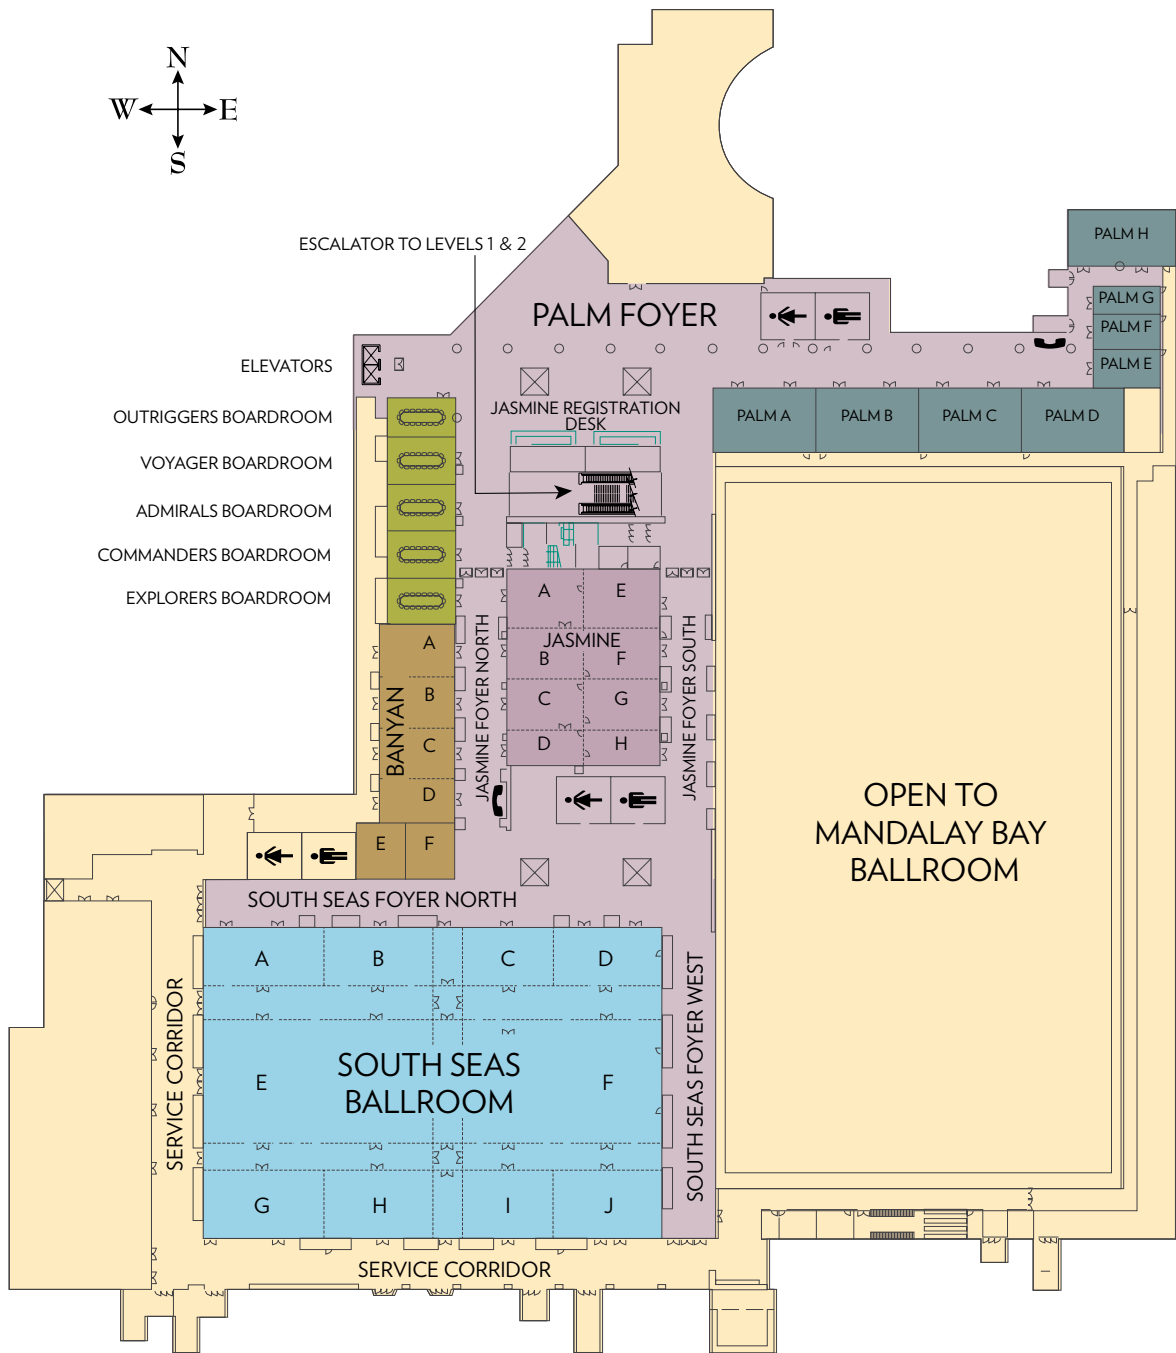 N
W E
S
ESCALATOR TO LEVELS 1 & 2
PALM H
PALM G
PALM F
PALM E
PALM FOYER
ELEVATORS
JASMINE REGISTRATION
DESK
PALM A
PALM B
PALM C
PALM D
OUTRIGGERS BOARDROOM
VOYAGER BOARDROOM
ADMIRALS BOARDROOM
COMMANDERS BOARDROOM
EXPLORERS BOARDROOM
A
E
JASMINE
B
F
C
G
D
H
JASMINE FOYER NORTH
JASMINE FOYER SOUTH
BANYAN
A
B
C
D
E
F
OPEN TO
MANDALAY BAY
BALLROOM
SOUTH SEAS FOYER NORTH
A
B
C
D
SOUTH SEAS
BALLROOM
E
F
G
H
I
J
SERVICE CORRIDOR
SOUTH SEAS FOYER WEST
SERVICE CORRIDOR